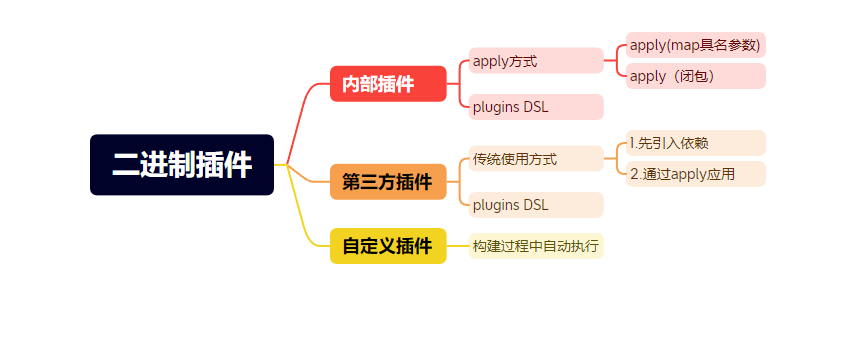 二进制插件
内部插件
apply方式
apply(map具名参数)
apply（闭包）
plugins DSL
第三方插件
传统使用方式
1.先引入依赖
2.通过apply应用
plugins DSL
自定义插件
构建过程中自动执行